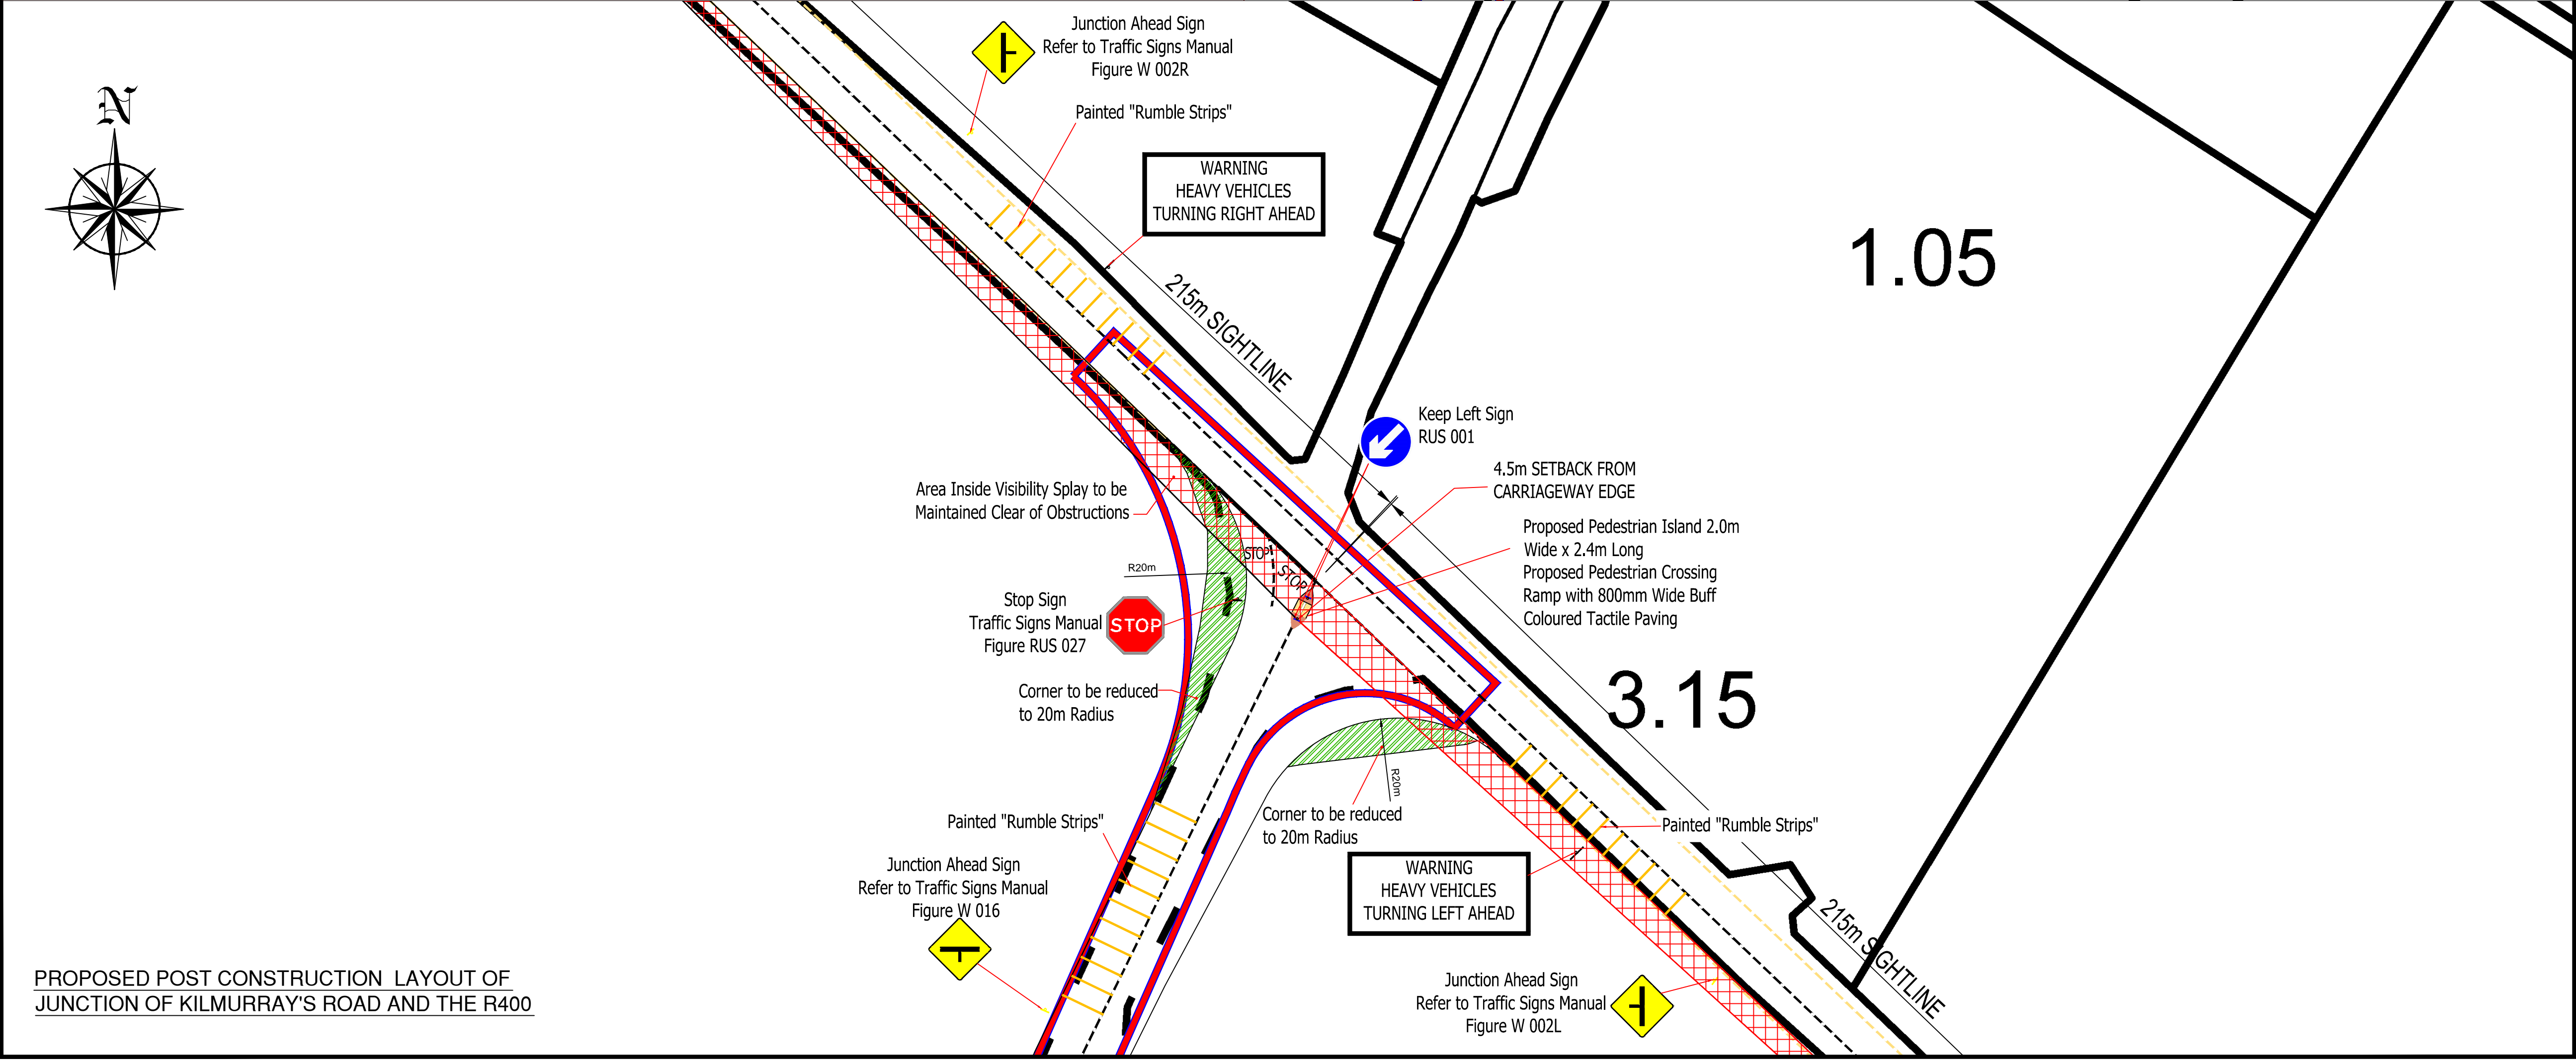 N
Junction Ahead Sign
Refer to Traffic Signs Manual
Figure W 002R
Painted "Rumble Strips"
WARNING
HEAVY VEHICLES
TURNING RIGHT AHEAD
1.05
215m SIGHTLINE
Keep Left Sign
RUS 001
4.5m SETBACK FROM
CARRIAGEWAY EDGE
Area Inside Visibility Splay to be
Maintained Clear of Obstructions
Proposed Pedestrian Island 2.0m
Wide x 2.4m Long
Proposed Pedestrian Crossing
Ramp with 800mm Wide Buff
Coloured Tactile Paving
STOP
STOP
R20m
Stop Sign
Traffic Signs Manual
Figure RUS 027
STOP
Corner to be reduced
to 20m Radius
3.15
R20m
Corner to be reduced
to 20m Radius
Painted "Rumble Strips"
Painted "Rumble Strips"
Junction Ahead Sign
Refer to Traffic Signs Manual
Figure W 016
WARNING
HEAVY VEHICLES
TURNING LEFT AHEAD
215m SIGHTLINE
Junction Ahead Sign
Refer to Traffic Signs Manual
Figure W 002L
PROPOSED POST CONSTRUCTION LAYOUT OF
JUNCTION OF KILMURRAY'S ROAD AND THE R400